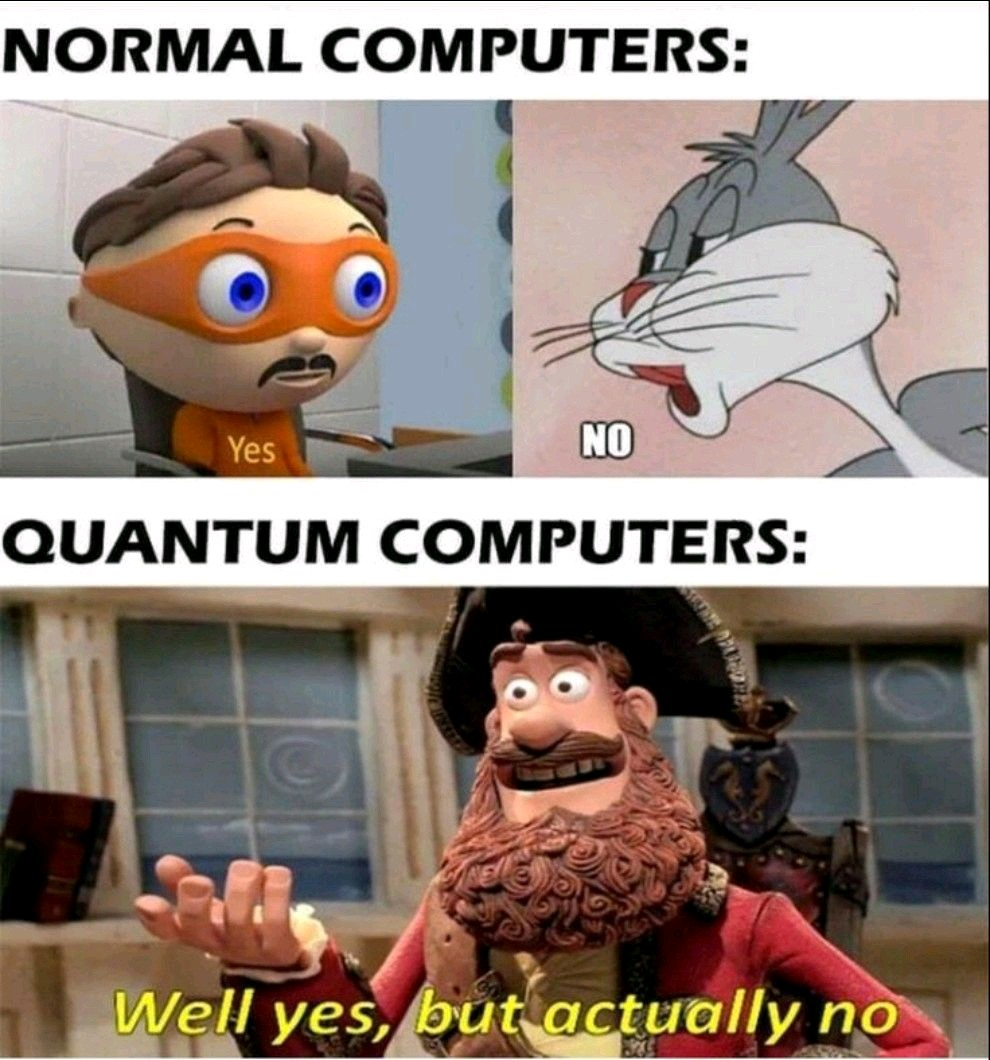 NORMAL COMPUTERS:
Yes
NO
QUANTUM COMPUTERS:
Well yes, but actually no